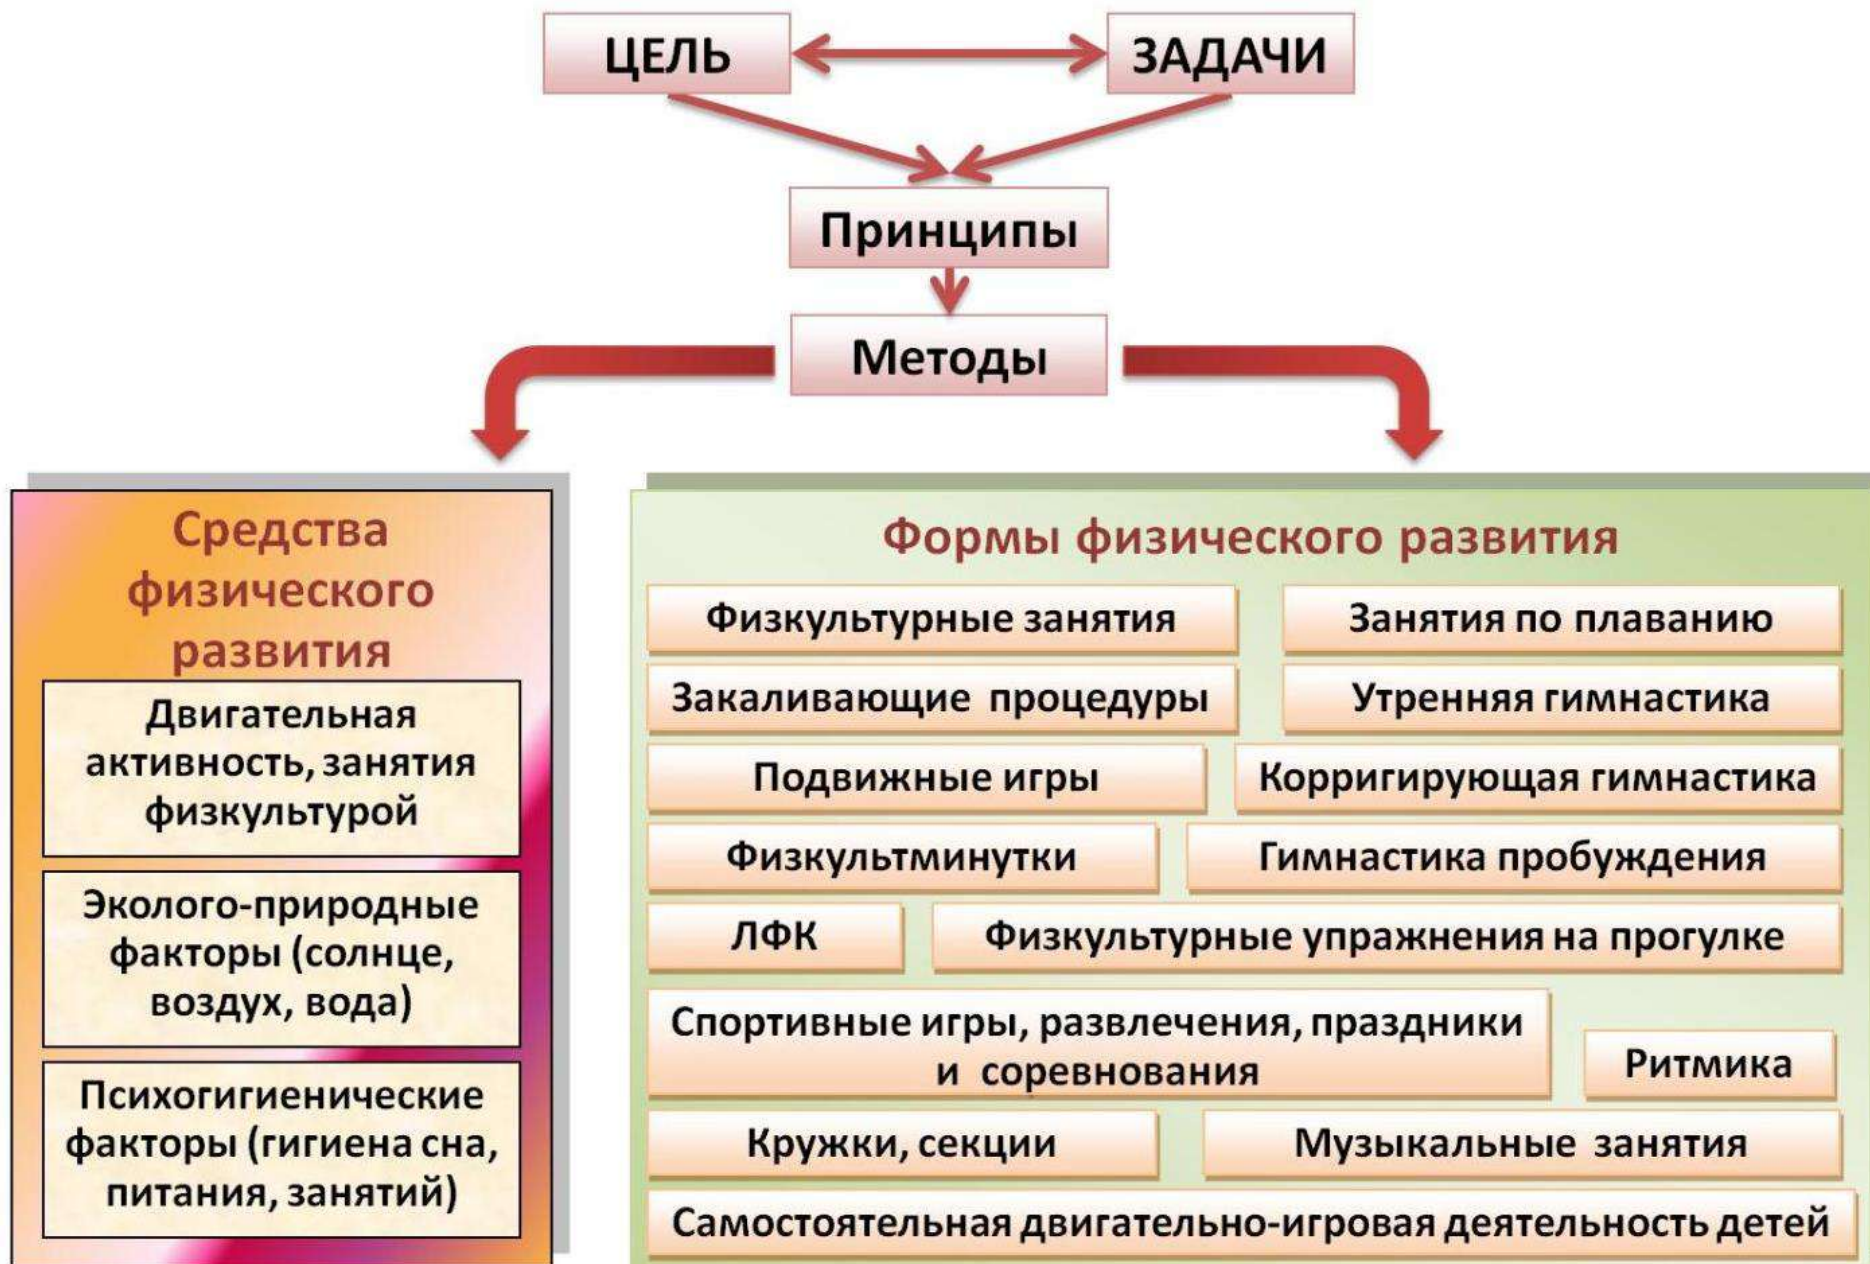 ЦЕЛЬ
ЗАДАЧИ
Принципы
Методы
Средства
физического
развития
Двигательная
активность, занятия
физкультурой
Эколого-природные
факторы (солнце,
воздух, вода)
Психогигиенические
факторы (гигиена сна,
питания, занятий)
Формы физического развития
Физкультурные занятия
Занятия по плаванию
Закаливающие процедуры
Утренняя гимнастика
Подвижные игры
Корригирующая гимнастика
Физкультминутки
Гимнастика пробуждения
ЛФК
Физкультурные упражнения на прогулке
Спортивные игры, развлечения, праздники
и соревнования
Ритмика
Кружки, секции
Музыкальные занятия
Самостоятельная двигательно-игровая деятельность детей